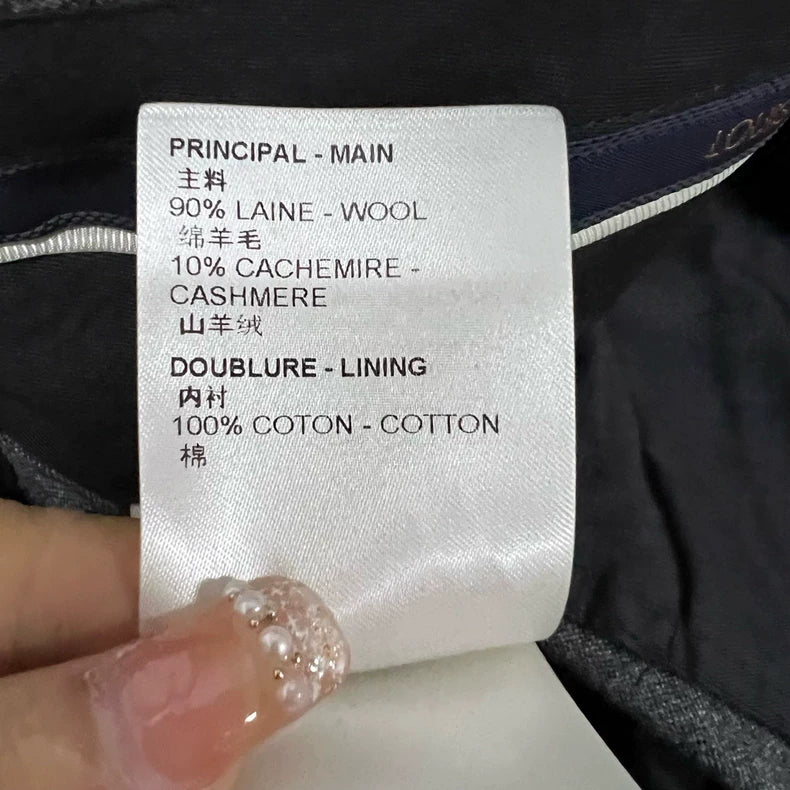 PRINCIPAL - MAIN
主料
90% LAINE - WOOL
绵羊毛
10% CACHEMIRE -
CASHMERE
山羊绒
DOUBLURE - LINING
内衬
100% COTON - COTTON
棉